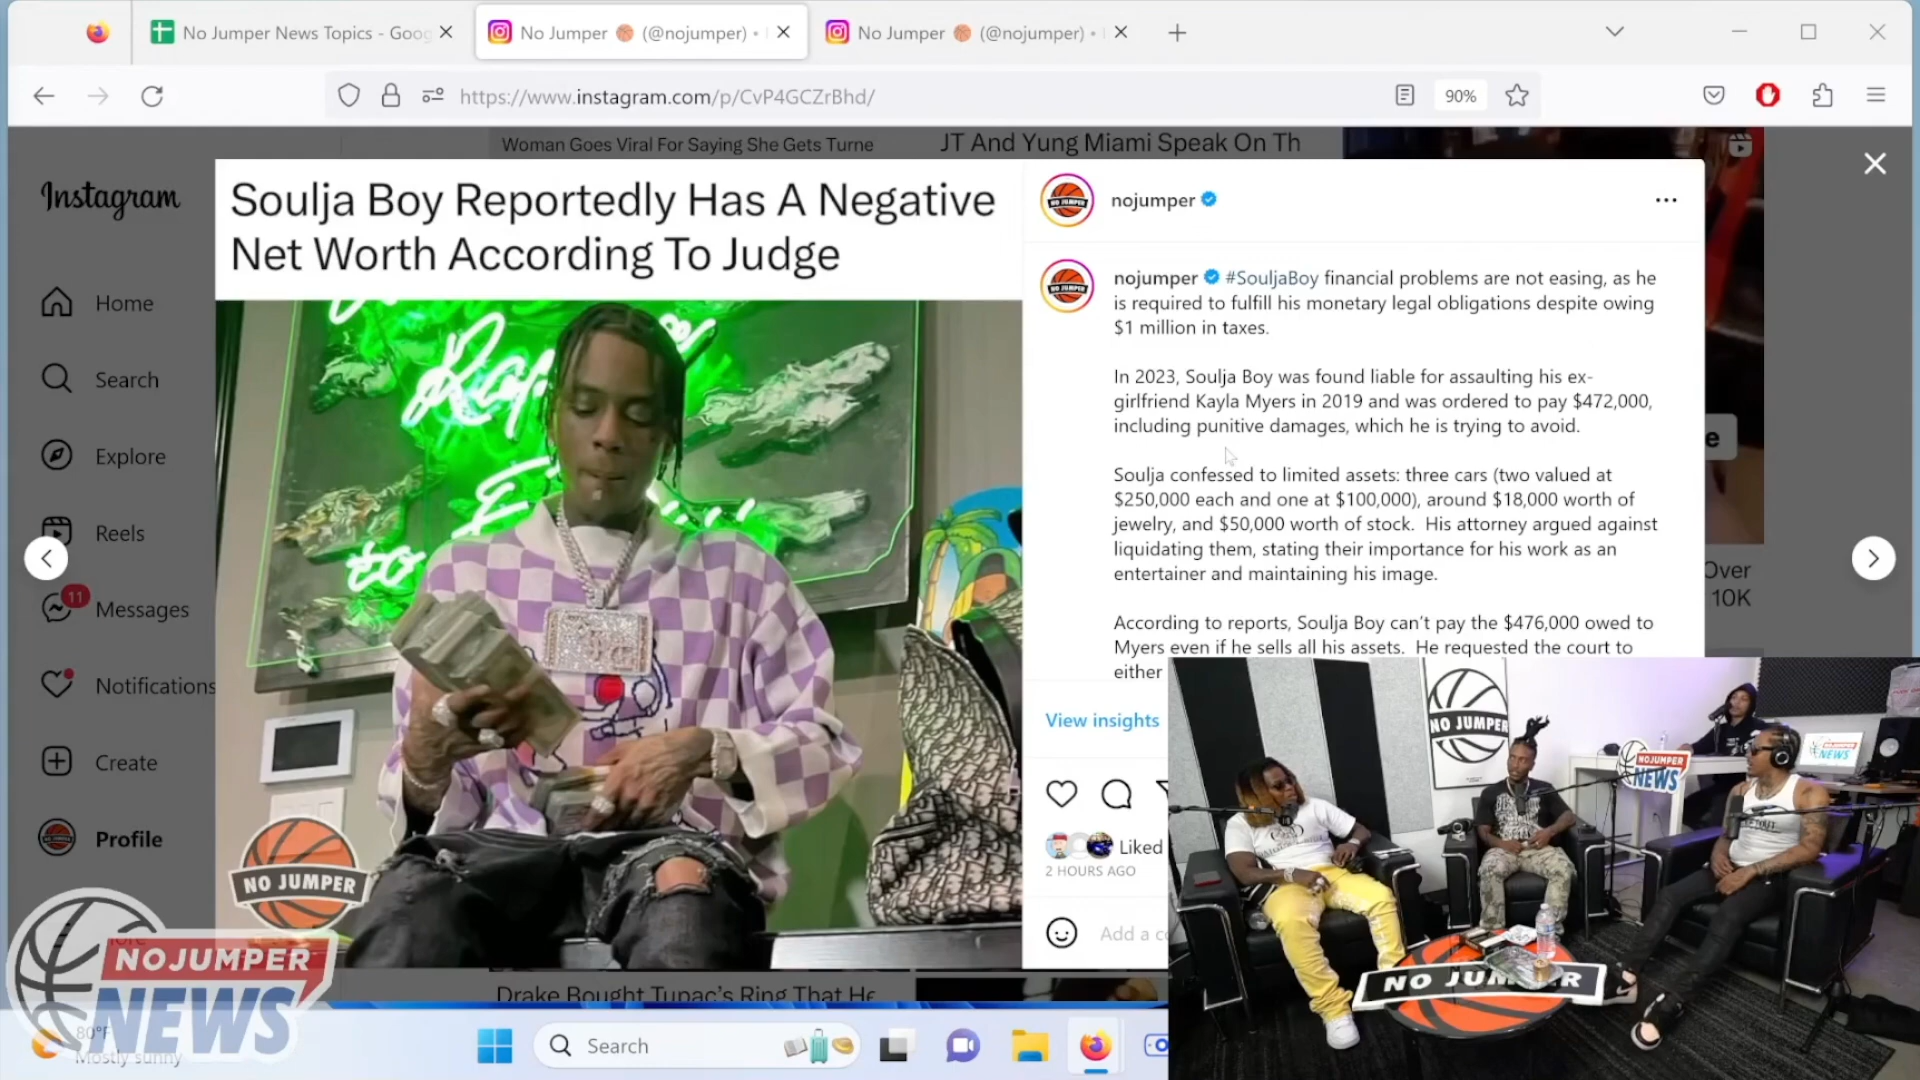 No Jumper News Topics - Goog
No Jumper 🏀 (@nojumper) •
No Jumper 🏀 (@nojumper) •
https://www.instagram.com/p/CvP4GCZrBhd/
90%
Woman Goes Viral For Saying She Gets Turne
JT And Yung Miami Speak On Th
Instagram
Home
Search
Explore
Reels
11
Messages
Notifications
Create
Profile
Soulja Boy Reportedly Has A Negative
Net Worth According To Judge
NO JUMPER
nojumper
nojumper #SouljaBoy financial problems are not easing, as he
is required to fulfill his monetary legal obligations despite owing
$1 million in taxes.
In 2023, Soulja Boy was found liable for assaulting his ex-
girlfriend Kayla Myers in 2019 and was ordered to pay $472,000,
including punitive damages, which he is trying to avoid.
Soulja confessed to limited assets: three cars (two valued at
$250,000 each and one at $100,000), around $18,000 worth of
jewelry, and $50,000 worth of stock. His attorney argued against
liquidating them, stating their importance for his work as an
entertainer and maintaining his image.
According to reports, Soulja Boy can't pay the $476,000 owed to
Myers even if he sells all his assets. He requested the court to
either
View insights
Liked
2 HOURS AGO
Add a co
Over
10K
Drake Bought Tupac's Ring That He
NO JUMPER
NEWS
80°F
Mostly sunny
Search
NO JUMPER
NO JUMPER
NEWS
NO JUMPER